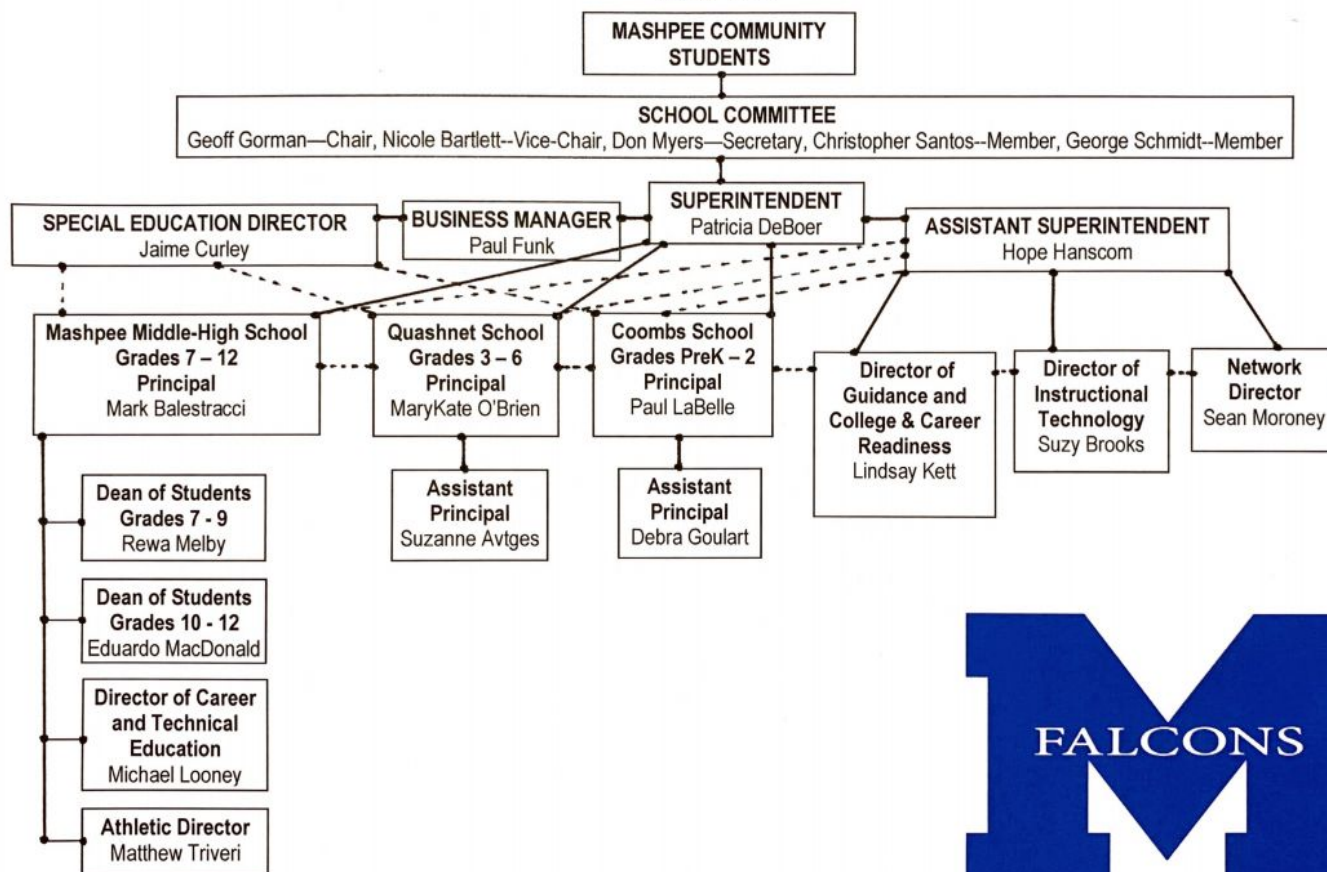 MASHPEE COMMUNITY
STUDENTS
SCHOOL COMMITTEE
Geoff Gorman—Chair, Nicole Bartlett--Vice-Chair, Don Myers—Secretary, Christopher Santos--Member, George Schmidt--Member
SUPERINTENDENT
Patricia DeBoer
SPECIAL EDUCATION DIRECTOR
Jaime Curley
BUSINESS MANAGER
Paul Funk
ASSISTANT SUPERINTENDENT
Hope Hanscom
Mashpee Middle-High School
Grades 7 – 12
Principal
Mark Balestracci
Quashnet School
Grades 3 – 6
Principal
MaryKate O'Brien
Coombs School
Grades PreK – 2
Principal
Paul LaBelle
Director of
Guidance and
College & Career
Readiness
Lindsay Kett
Director of
Instructional
Technology
Suzy Brooks
Network
Director
Sean Moroney
Dean of Students
Grades 7 - 9
Rewa Melby
Assistant
Principal
Suzanne Avtges
Assistant
Principal
Debra Goulart
Dean of Students
Grades 10 - 12
Eduardo MacDonald
Director of Career
and Technical
Education
Michael Looney
Athletic Director
Matthew Triveri
M
FALCONS